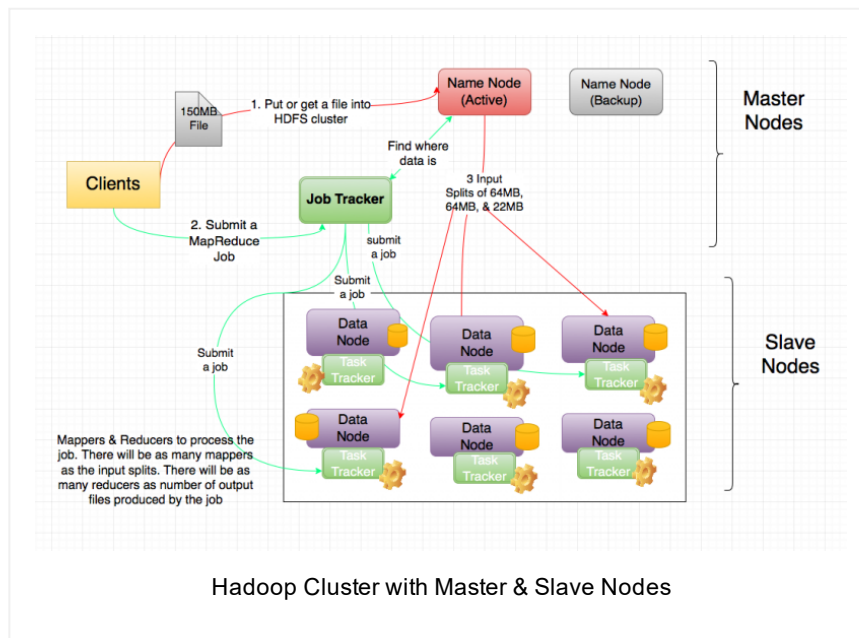 Name Node
(Active)
Name Node
(Backup)
Master
Nodes
150MB
File
1. Put or get a file into
HDFS cluster
Find where
data is
Clients
Job Tracker
3 Input
Splits of 64MB,
64MB, & 22MB
2. Submit a
MapReduce
Job
submit
a job
Submit
a job
Submit
a job
Slave
Nodes
Data
Node
Task
Tracker
Data
Node
Task
Tracker
Data
Node
Task
Tracker
Data
Node
Task
Tracker
Data
Node
Task
Tracker
Data
Node
Task
Tracker
Mappers & Reducers to process the
job. There will be as many mappers
as the input splits. There will be as
many reducers as number of output
files produced by the job
Hadoop Cluster with Master & Slave Nodes